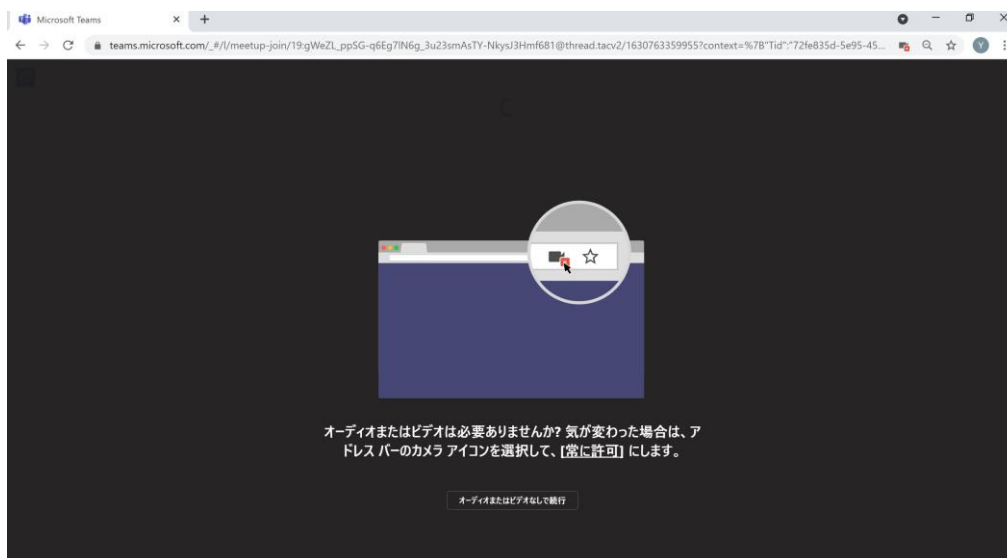 Microsoft Teams
teams.microsoft.com/_#/l/meetup-join/19:gWeZL_ppSG-q6Eg7lN6g_3u23smAsTY-NkysJ3Hmf681@thread.tacv2/1630763359955?context=%7B"Tid":"72fe835d-5e95-45...
Y
オーディオまたはビデオは必要ありませんか? 気が変わった場合は、ア
ドレス バーのカメラ アイコンを選択して、[常に許可] にします。
オーディオまたはビデオなしで続行